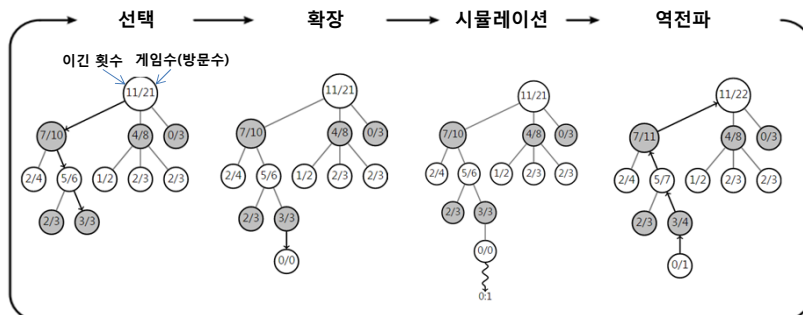 선택 확장 시뮬레이션 역전파
이긴 횟수 게임수(방문수)
11/21 11/21 11/21 11/22
7/10 4/8 0/3 7/10 4/8 0/3 7/10 4/8 0/3 7/11 4/8 0/3
2/4 5/6 1/2 2/3 2/3 2/4 5/6 1/2 2/3 2/3 2/4 5/6 1/2 2/3 2/3 2/4 5/7 1/2 2/3 2/3
2/3 3/3 2/3 3/3 2/3 3/3 2/3 3/4
0/0 0/0 0/1
0:1